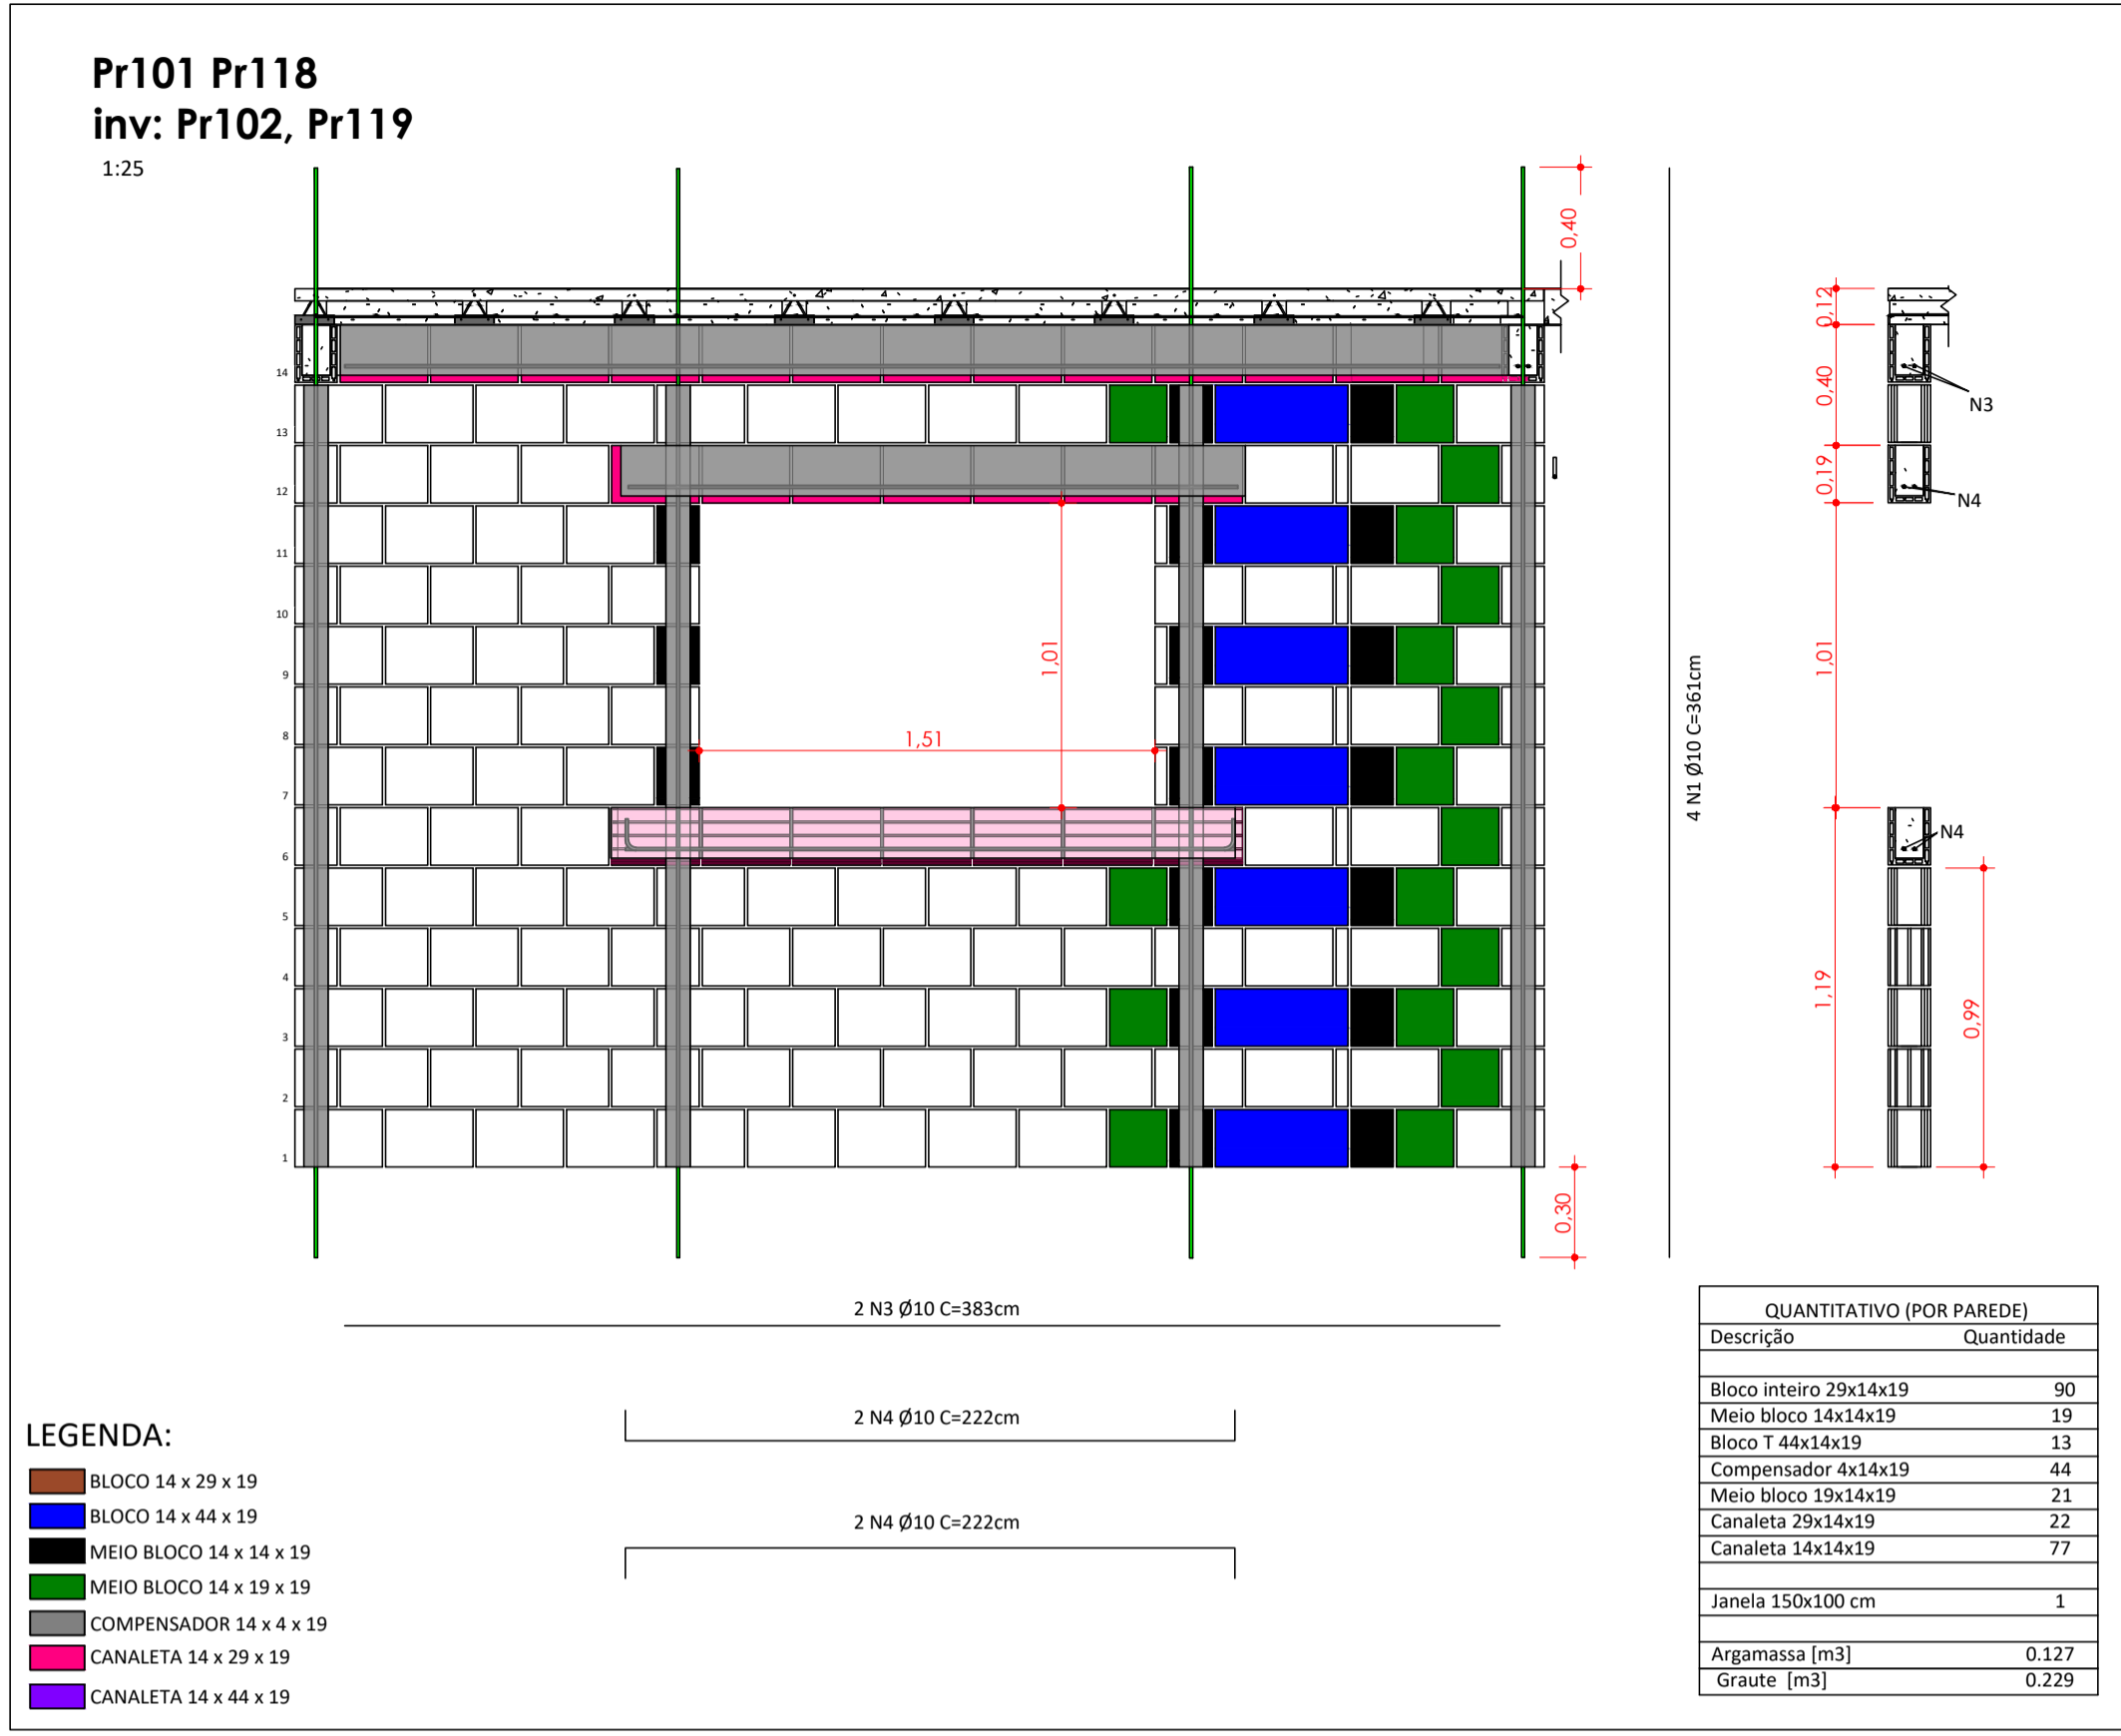 Pr101 Pr118
inv: Pr102, Pr119
1:25
0,40
14
13
12
11
10
9
8
7
6
5
4
3
2
1
1,01
1,51
0,30
4 N1 Ø10 C=361cm
0,12
0,40
0,19
1,01
1,19
0,99
N3
N4
N4
2 N3 Ø10 C=383cm
2 N4 Ø10 C=222cm
2 N4 Ø10 C=222cm
LEGENDA:
BLOCO 14 x 29 x 19
BLOCO 14 x 44 x 19
MEIO BLOCO 14 x 14 x 19
MEIO BLOCO 14 x 19 x 19
COMPENSADOR 14 x 4 x 19
CANALETA 14 x 29 x 19
CANALETA 14 x 44 x 19
QUANTITATIVO (POR PAREDE)
Descrição Quantidade
Bloco inteiro 29x14x19 90
Meio bloco 14x14x19 19
Bloco T 44x14x19 13
Compensador 4x14x19 44
Meio bloco 19x14x19 21
Canaleta 29x14x19 22
Canaleta 14x14x19 77
Janela 150x100 cm 1
Argamassa [m3] 0.127
Graute [m3] 0.229